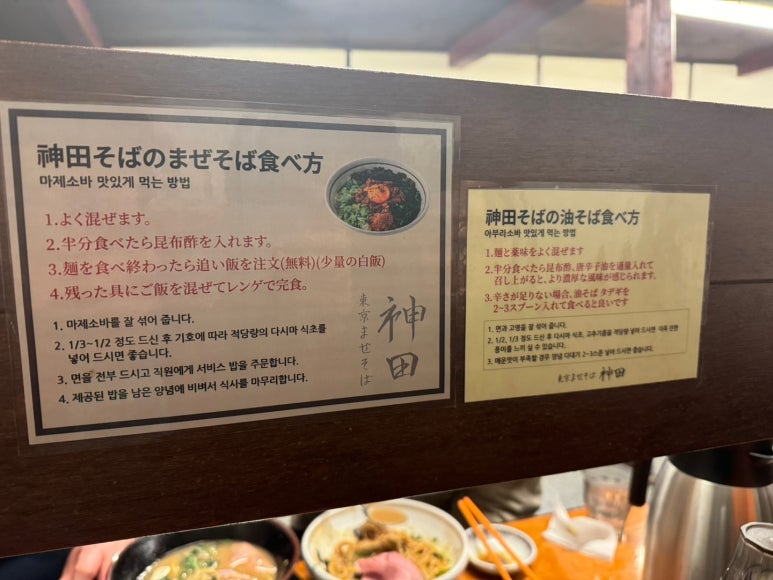 神田そばのまぜそば食べ方
마제소바 맛있게 먹는 방법
1.よく混ぜます。
2.半分食べたら昆布酢を入れます。
3.麺を食べ終わったら追い飯を注文(無料)(少量の白飯)
4.残った具にご飯を混ぜてレンゲで完食。
1. 마제소바를 잘 섞어 줍니다.
2. 1/3~1/2 정도 드신 후 기호에 따라 적당량의 다시마 식초를
넣어 드시면 좋습니다.
3. 면을 전부 드시고 직원에게 서비스 밥을 주문합니다.
4. 제공된 밥을 남은 양념에 비벼서 식사를 마무리합니다.
東京まぜそば
神田
神田そばの油そば食べ方
아부라소바 맛있게 먹는 방법
1.麺と薬味をよく混ぜます
2.半分食べたら昆布酢、唐辛子油を適量入れて
召し上がると、より濃厚な風味が感じられます。
3.辛さが足りない場合、油そば タデギを
2~3スプーン入れて食べると良いです
1. 면과 고명을 잘 섞어 줍니다.
2. 1/2, 1/3 정도 드신 후 다시마 식초, 고추기름을 적당량 넣어 드시면 더욱 진한
풍미를 느끼 실 수 있습니다.
3. 매운맛이 부족할 경우 양념 다대기 2~3스푼 넣어 드시면 됩니다.
東京まぜそば 神田